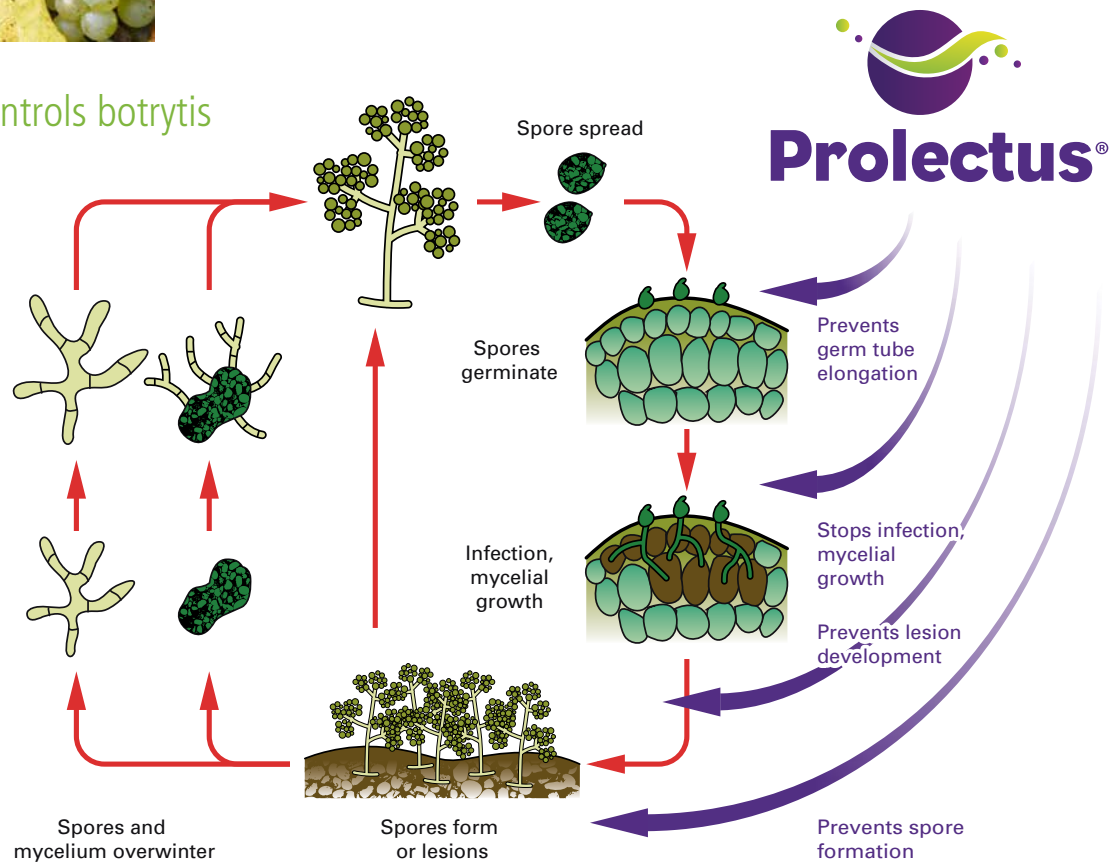 ntrols botrytis
Spore spread
Prolectus®
Spores
germinate
Prevents
germ tube
elongation
Infection,
mycelial
growth
Stops infection,
mycelial
growth
Prevents lesion
development
Spores and
mycelium overwinter
Spores form
or lesions
Prevents spore
formation